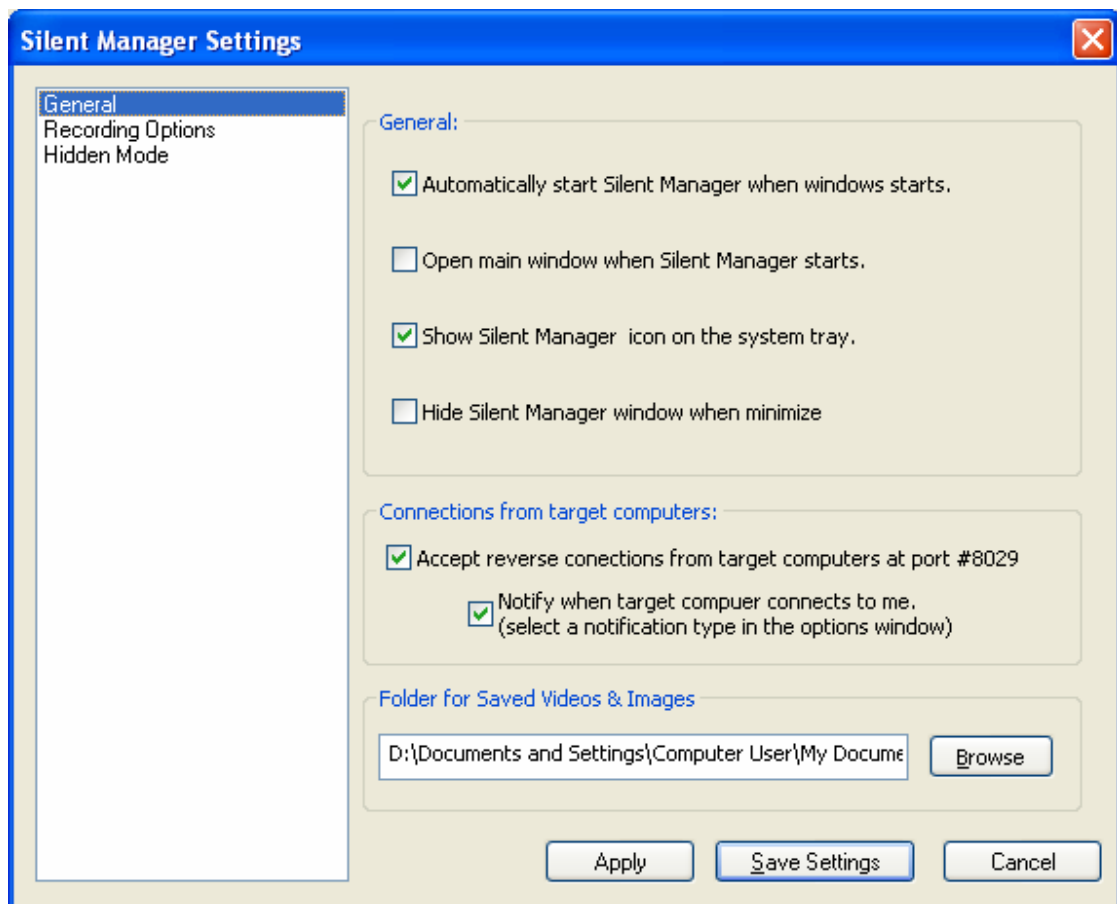 Silent Manager Settings
General
Recording Options
Hidden Mode
General:
Automatically start Silent Manager when windows starts.
Open main window when Silent Manager starts.
Show Silent Manager  icon on the system tray.
Hide Silent Manager window when minimize
Connections from target computers:
Accept reverse conections from target computers at port #8029
Notify when target compuer connects to me.
(select a notification type in the options window)
Folder for Saved Videos & Images
D:\Documents and Settings\Computer User\My Docume
Browse
Apply
Save Settings
Cancel